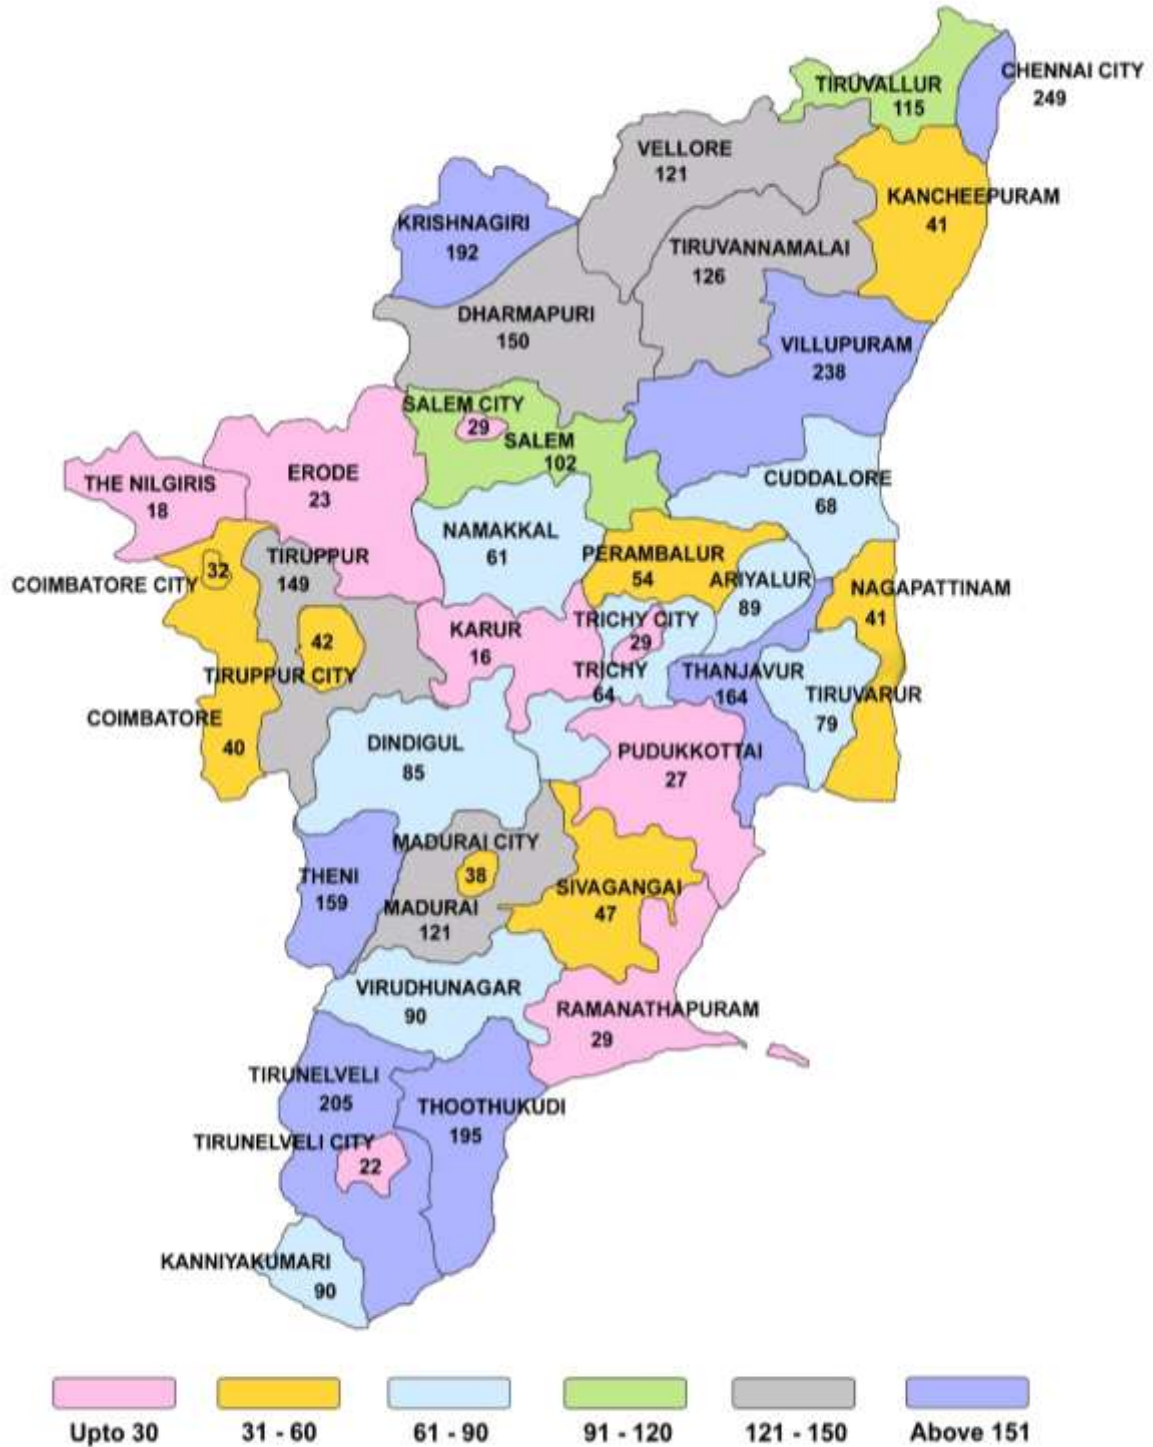 CHENNAI CITY
249
TIRUVALLUR
115
VELLORE
121
KANCHEEPURAM
41
KRISHNAGIRI
192
TIRUVANNAMALAI
126
DHARMAPURI
150
VILLUPURAM
238
SALEM CITY
29
SALEM
102
ERODE
23
THE NILGIRIS
18
CUDDALORE
68
NAMAKKAL
61
PERAMBALUR
54
TIRUPPUR
149
COIMBATORE CITY
32
ARIYALUR
89
NAGAPATTINAM
41
KARUR
16
TRICHY CITY
29
TRICHY
64
42
TIRUPPUR CITY
THANJAVUR
164
TIRUVARUR
79
COIMBATORE
40
DINDIGUL
85
PUDUKKOTTAI
27
MADURAI CITY
38
THENI
159
MADURAI
121
SIVAGANGAI
47
VIRUDHUNAGAR
90
RAMANATHAPURAM
29
TIRUNELVELI
205
THOOTHUKUDI
195
TIRUNELVELI CITY
22
KANNIYAKUMARI
90
Upto 30
31 - 60
61 - 90
91 - 120
121 - 150
Above 151